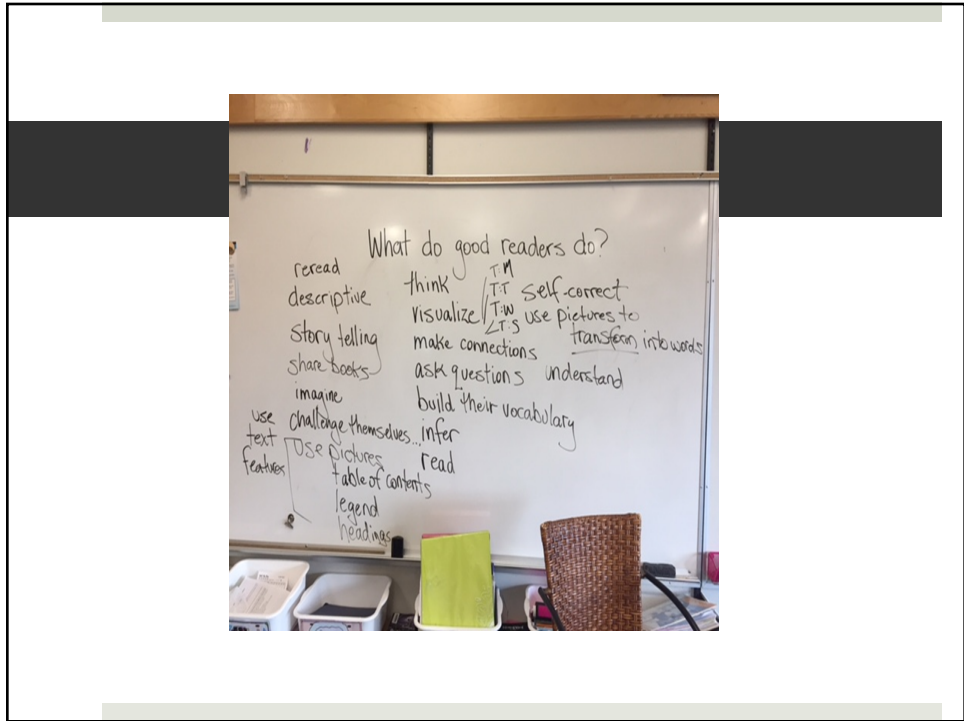 What do good readers do?
reread
descriptive
story telling
share books
imagine
challenge themselves...
use
text
features
use pictures
table of contents
legend
headings
think
visualize
make connections
ask questions
build their vocabulary
infer
read
T:M
T:T
T:W
T:S
self-correct
use pictures to
transform into words
understand